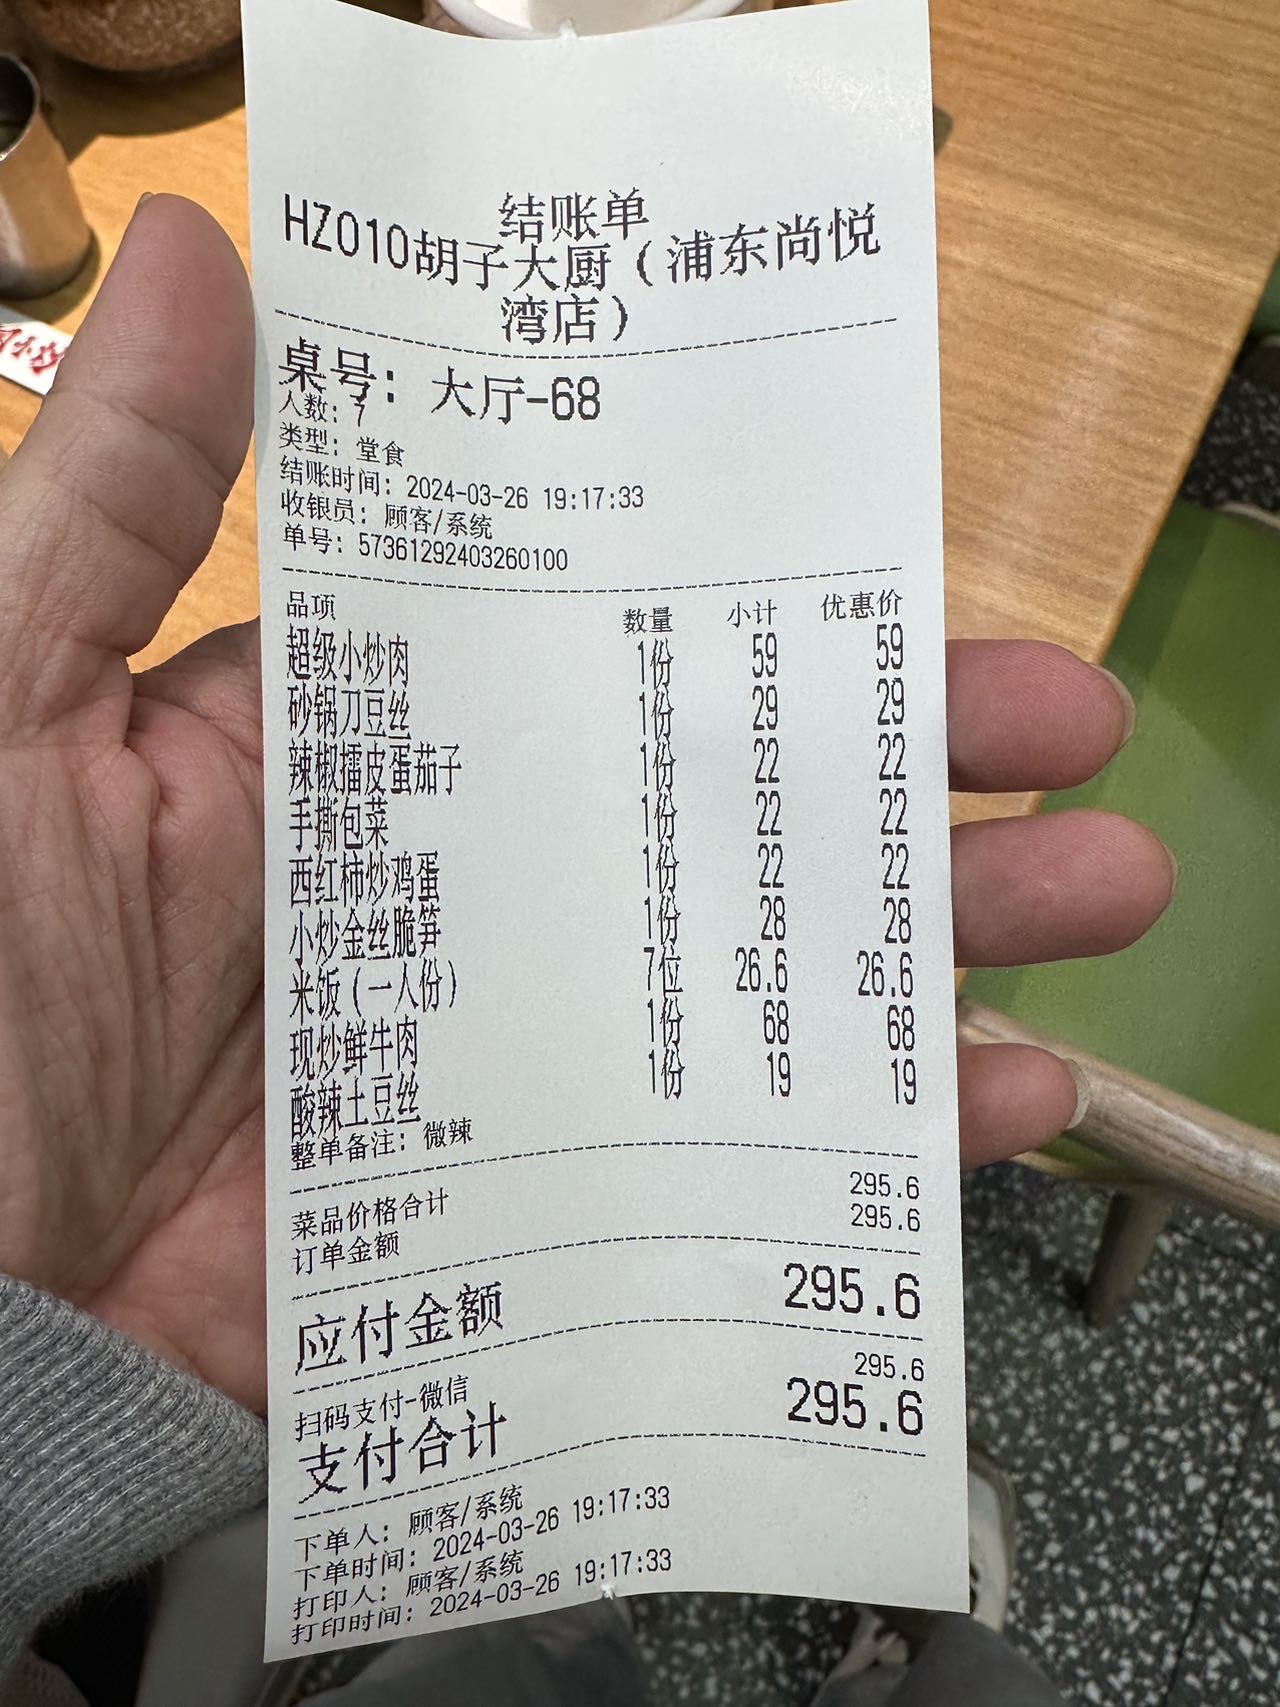 结账单
HZ010胡子大厨（浦东尚悦
湾店）
桌号：大厅-68
人数：7
类型：堂食
结账时间：2024-03-26 19:17:33
收银员：顾客/系统
单号：57361292403260100
品项 数量 小计 优惠价
超级小炒肉 1份 59 59
砂锅刀豆丝 1份 29 29
辣椒擂皮蛋茄子 1份 22 22
手撕包菜 1份 22 22
西红柿炒鸡蛋 1份 22 22
小炒金丝脆笋 1份 28 28
米饭（一人份） 7位 26.6 26.6
现炒鲜牛肉 1份 68 68
酸辣土豆丝 1份 19 19
整单备注：微辣
菜品价格合计 295.6
订单金额 295.6
应付金额 295.6
扫码支付-微信 295.6
支付合计 295.6
下单人：顾客/系统
下单时间：2024-03-26 19:17:33
打印人：顾客/系统
打印时间：2024-03-26 19:17:33